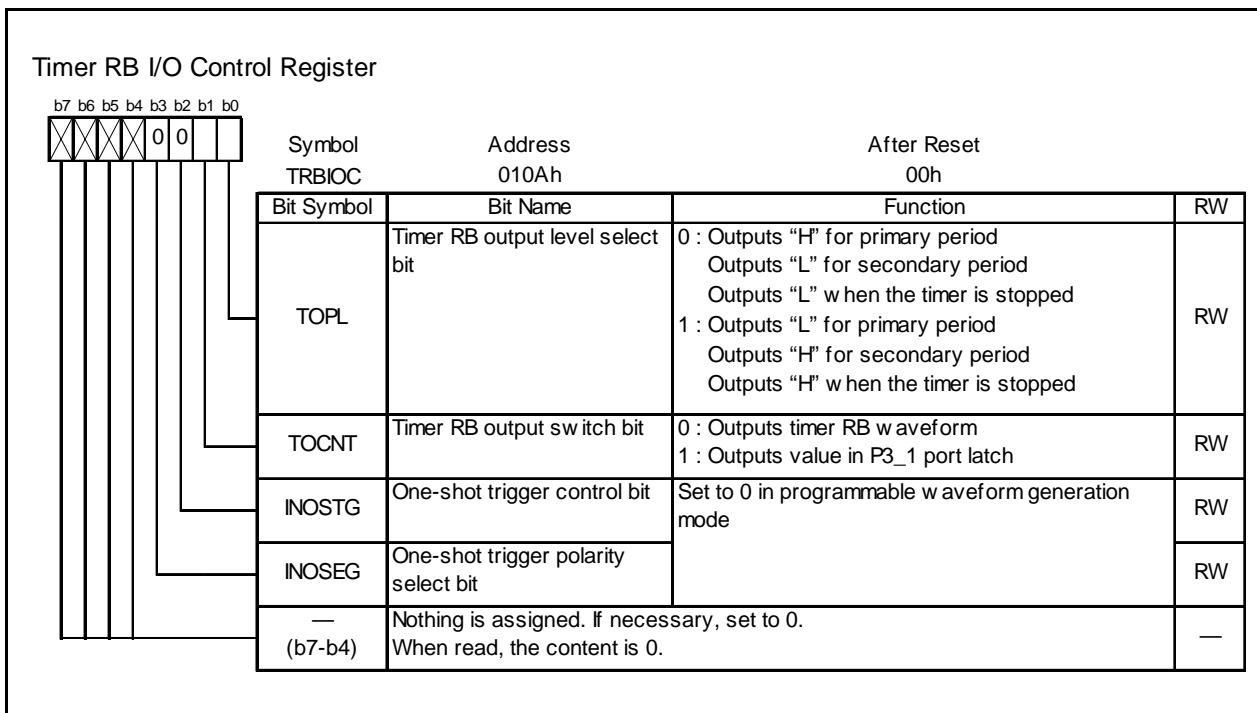 Timer RB I/O Control Register
b7 b6 b5 b4 b3 b2 b1 b0
0 0
Symbol Address After Reset
TRBIOC 010Ah 00h
Bit Symbol Bit Name Function RW
TOPL
Timer RB output level select
bit
0 : Outputs “H” for primary period
Outputs “L” for secondary period
Outputs “L” when the timer is stopped
1 : Outputs “L” for primary period
Outputs “H” for secondary period
Outputs “H” when the timer is stopped
RW
TOCNT
Timer RB output switch bit
0 : Outputs timer RB waveform
1 : Outputs value in P3_1 port latch
RW
INOSTG
One-shot trigger control bit
Set to 0 in programmable waveform generation
mode
RW
INOSEG
One-shot trigger polarity
select bit
RW
—
(b7-b4)
Nothing is assigned. If necessary, set to 0.
When read, the content is 0.
—